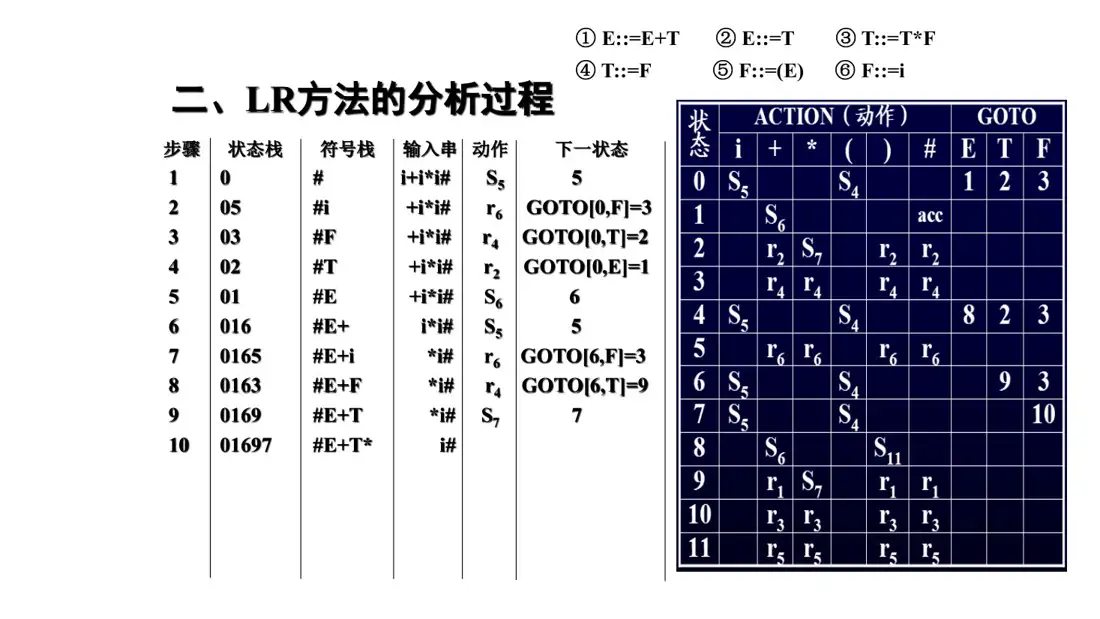 ① E::=E+T ② E::=T ③ T::=T*F
④ T::=F ⑤ F::=(E) ⑥ F::=i
二、LR方法的分析过程
步骤 状态栈 符号栈 输入串 动作 下一状态
1 0 # i+i*i# S5 5
2 05 #i +i*i# r6 GOTO[0,F]=3
3 03 #F +i*i# r4 GOTO[0,T]=2
4 02 #T +i*i# r2 GOTO[0,E]=1
5 01 #E +i*i# S6 6
6 016 #E+ i*i# S5 5
7 0165 #E+i *i# r6 GOTO[6,F]=3
8 0163 #E+F *i# r4 GOTO[6,T]=9
9 0169 #E+T *i# S7 7
10 01697 #E+T* i#
状态 ACTION（动作） GOTO
i + * ( ) # E T F
0 S5 S4 1 2 3
1 S6 acc
2 r2 S7 r2 r2
3 r4 r4 r4 r4
4 S5 S4 8 2 3
5 r6 r6 r6 r6
6 S5 S4 9 3
7 S5 S4 10
8 S6 S11
9 r1 S7 r1 r1
10 r3 r3 r3 r3
11 r5 r5 r5 r5